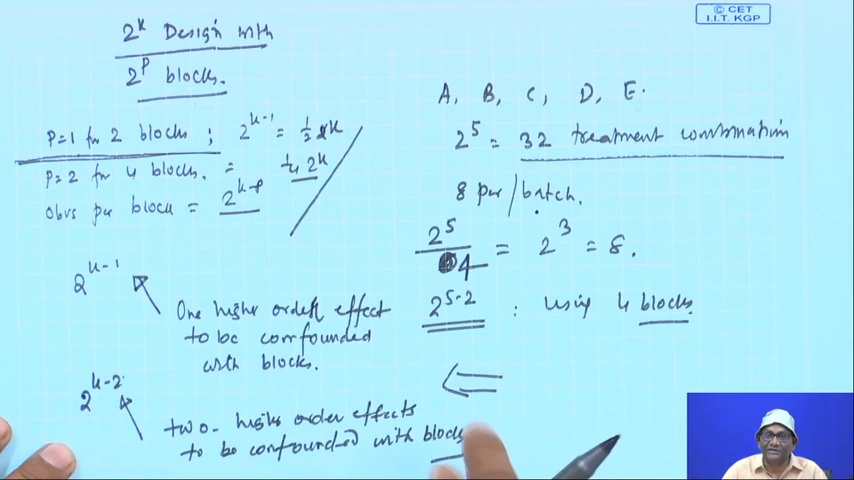 © CET
I.I.T. KGP
2^k Design with
2^p blocks.
P=1 for 2 blocks ; 2^{k-1} = 1/2 2^k
P=2 for 4 blocks. = 1/4 2^k
Obvs per block = 2^{k-p}
2^{k-1}
One higher order effect
to be confounded
with blocks.
2^{k-2}
two- higher order effects
to be confounded with blocks
A, B, C, D, E.
2^5 = 32 treatment combination
8 per / batch.
2^5 / 4 = 2^3 = 8.
2^{5-2} : using 4 blocks.